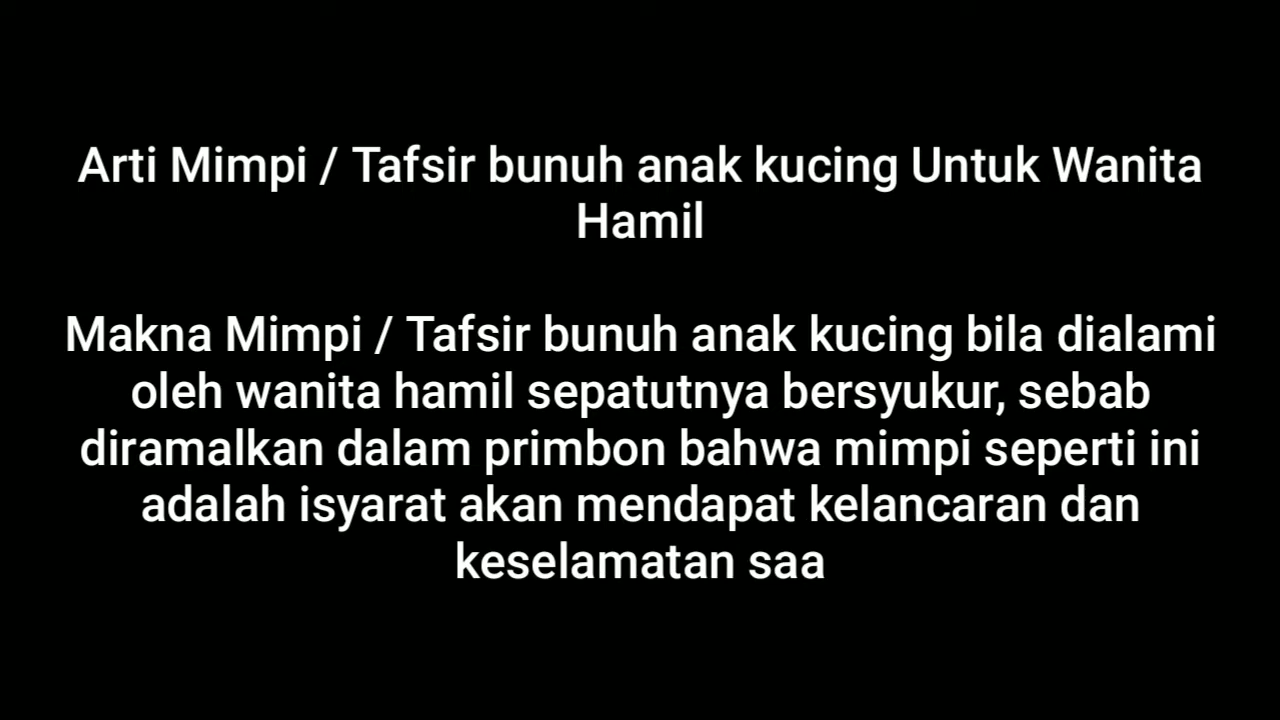 Arti Mimpi / Tafsir bunuh anak kucing Untuk Wanita
Hamil
Makna Mimpi / Tafsir bunuh anak kucing bila dialami
oleh wanita hamil sepatutnya bersyukur, sebab
diramalkan dalam primbon bahwa mimpi seperti ini
adalah isyarat akan mendapat kelancaran dan
keselamatan saa